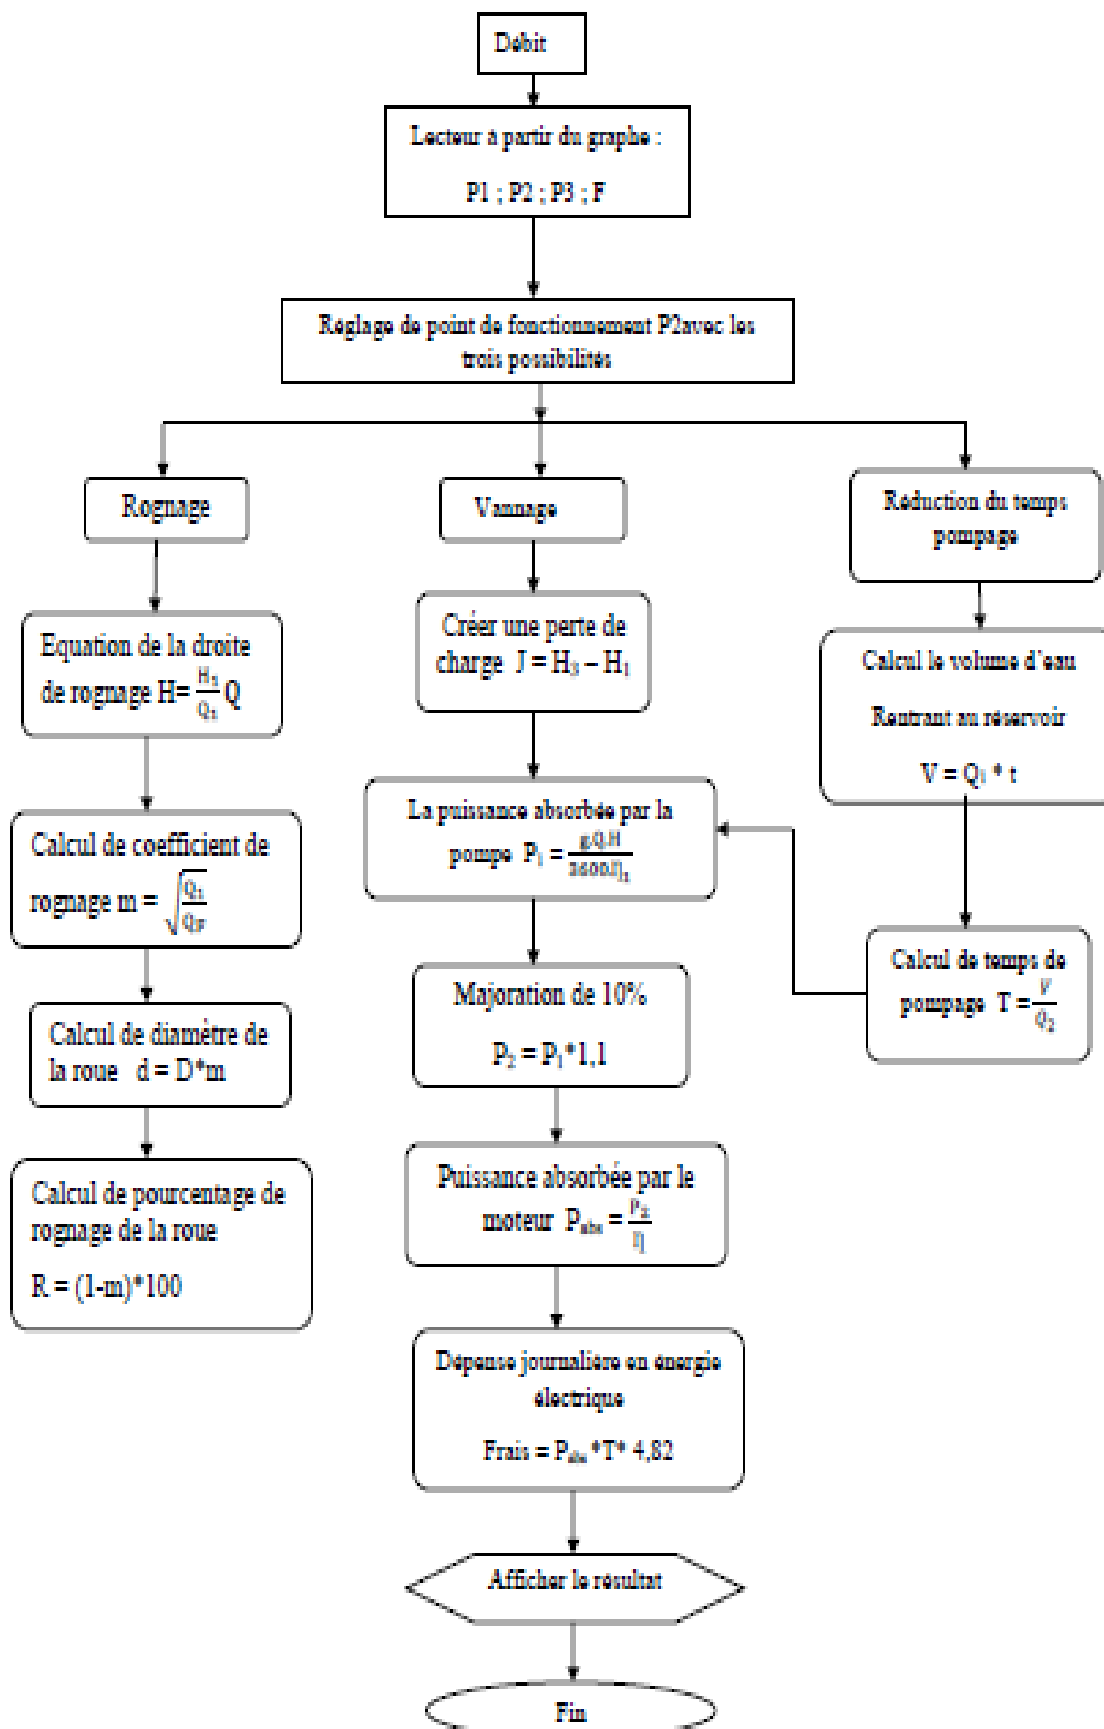 Débit
Lecteur à partir du graphe :
P1 ; P2 ; P3 ; F
Réglage de point de fonctionnement P2avec les
trois possibilités
Rognage
Vannage
Réduction du temps
pompage
Equation de la droite
de rognage H= Q
Créer une perte de
charge J = H₃ – H₁
Calcul le volume d'eau
Rentrant au réservoir
V = Q₁ * t
Calcul de coefficient de
rognage m =
La puissance absorbée par la
pompe P₁ =
Calcul de temps de
pompage T = V/Q₂
Calcul de diamètre de
la roue d = D*m
Majoration de 10%
P₂ = P₁*1,1
Calcul de pourcentage de
rognage de la roue
R = (1-m)*100
Puissance absorbée par le
moteur Pabs = P₂/η
Dépense journalière en énergie
électrique
Frais = Pabs *T* 4,82
Afficher le résultat
Fin